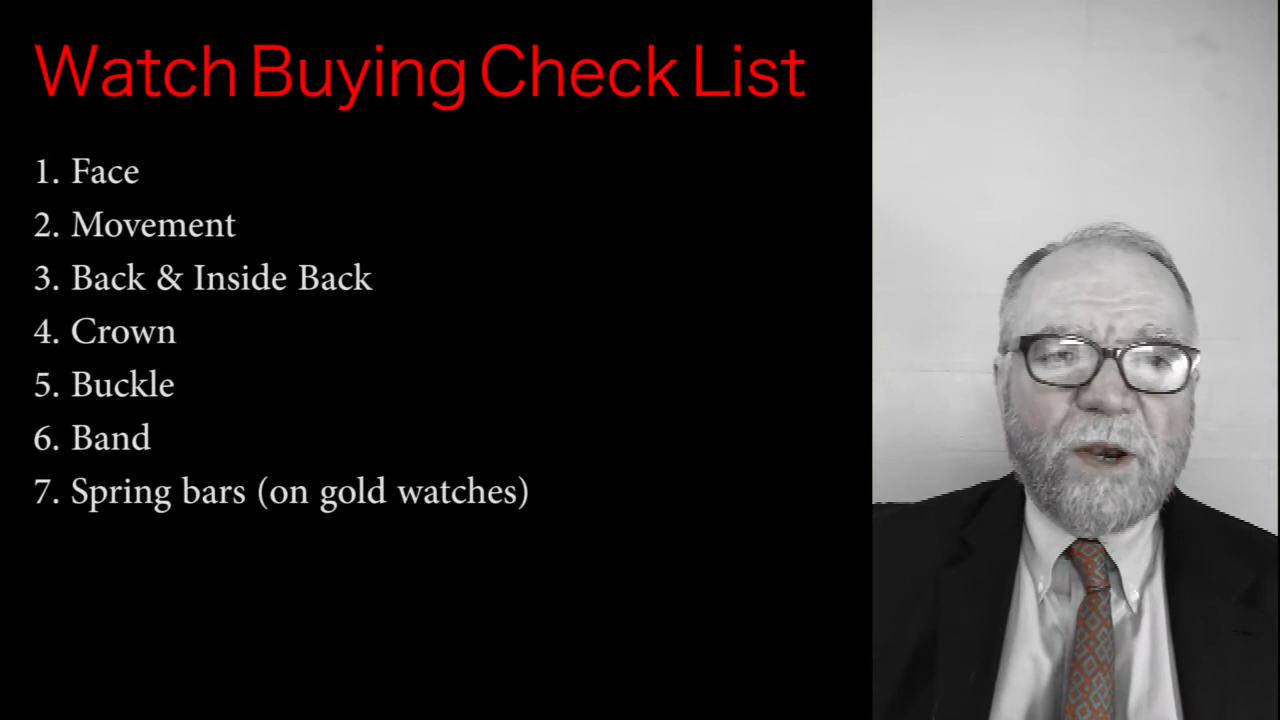 Watch Buying Check List
1. Face
2. Movement
3. Back & Inside Back
4. Crown
5. Buckle
6. Band
7. Spring bars (on gold watches)